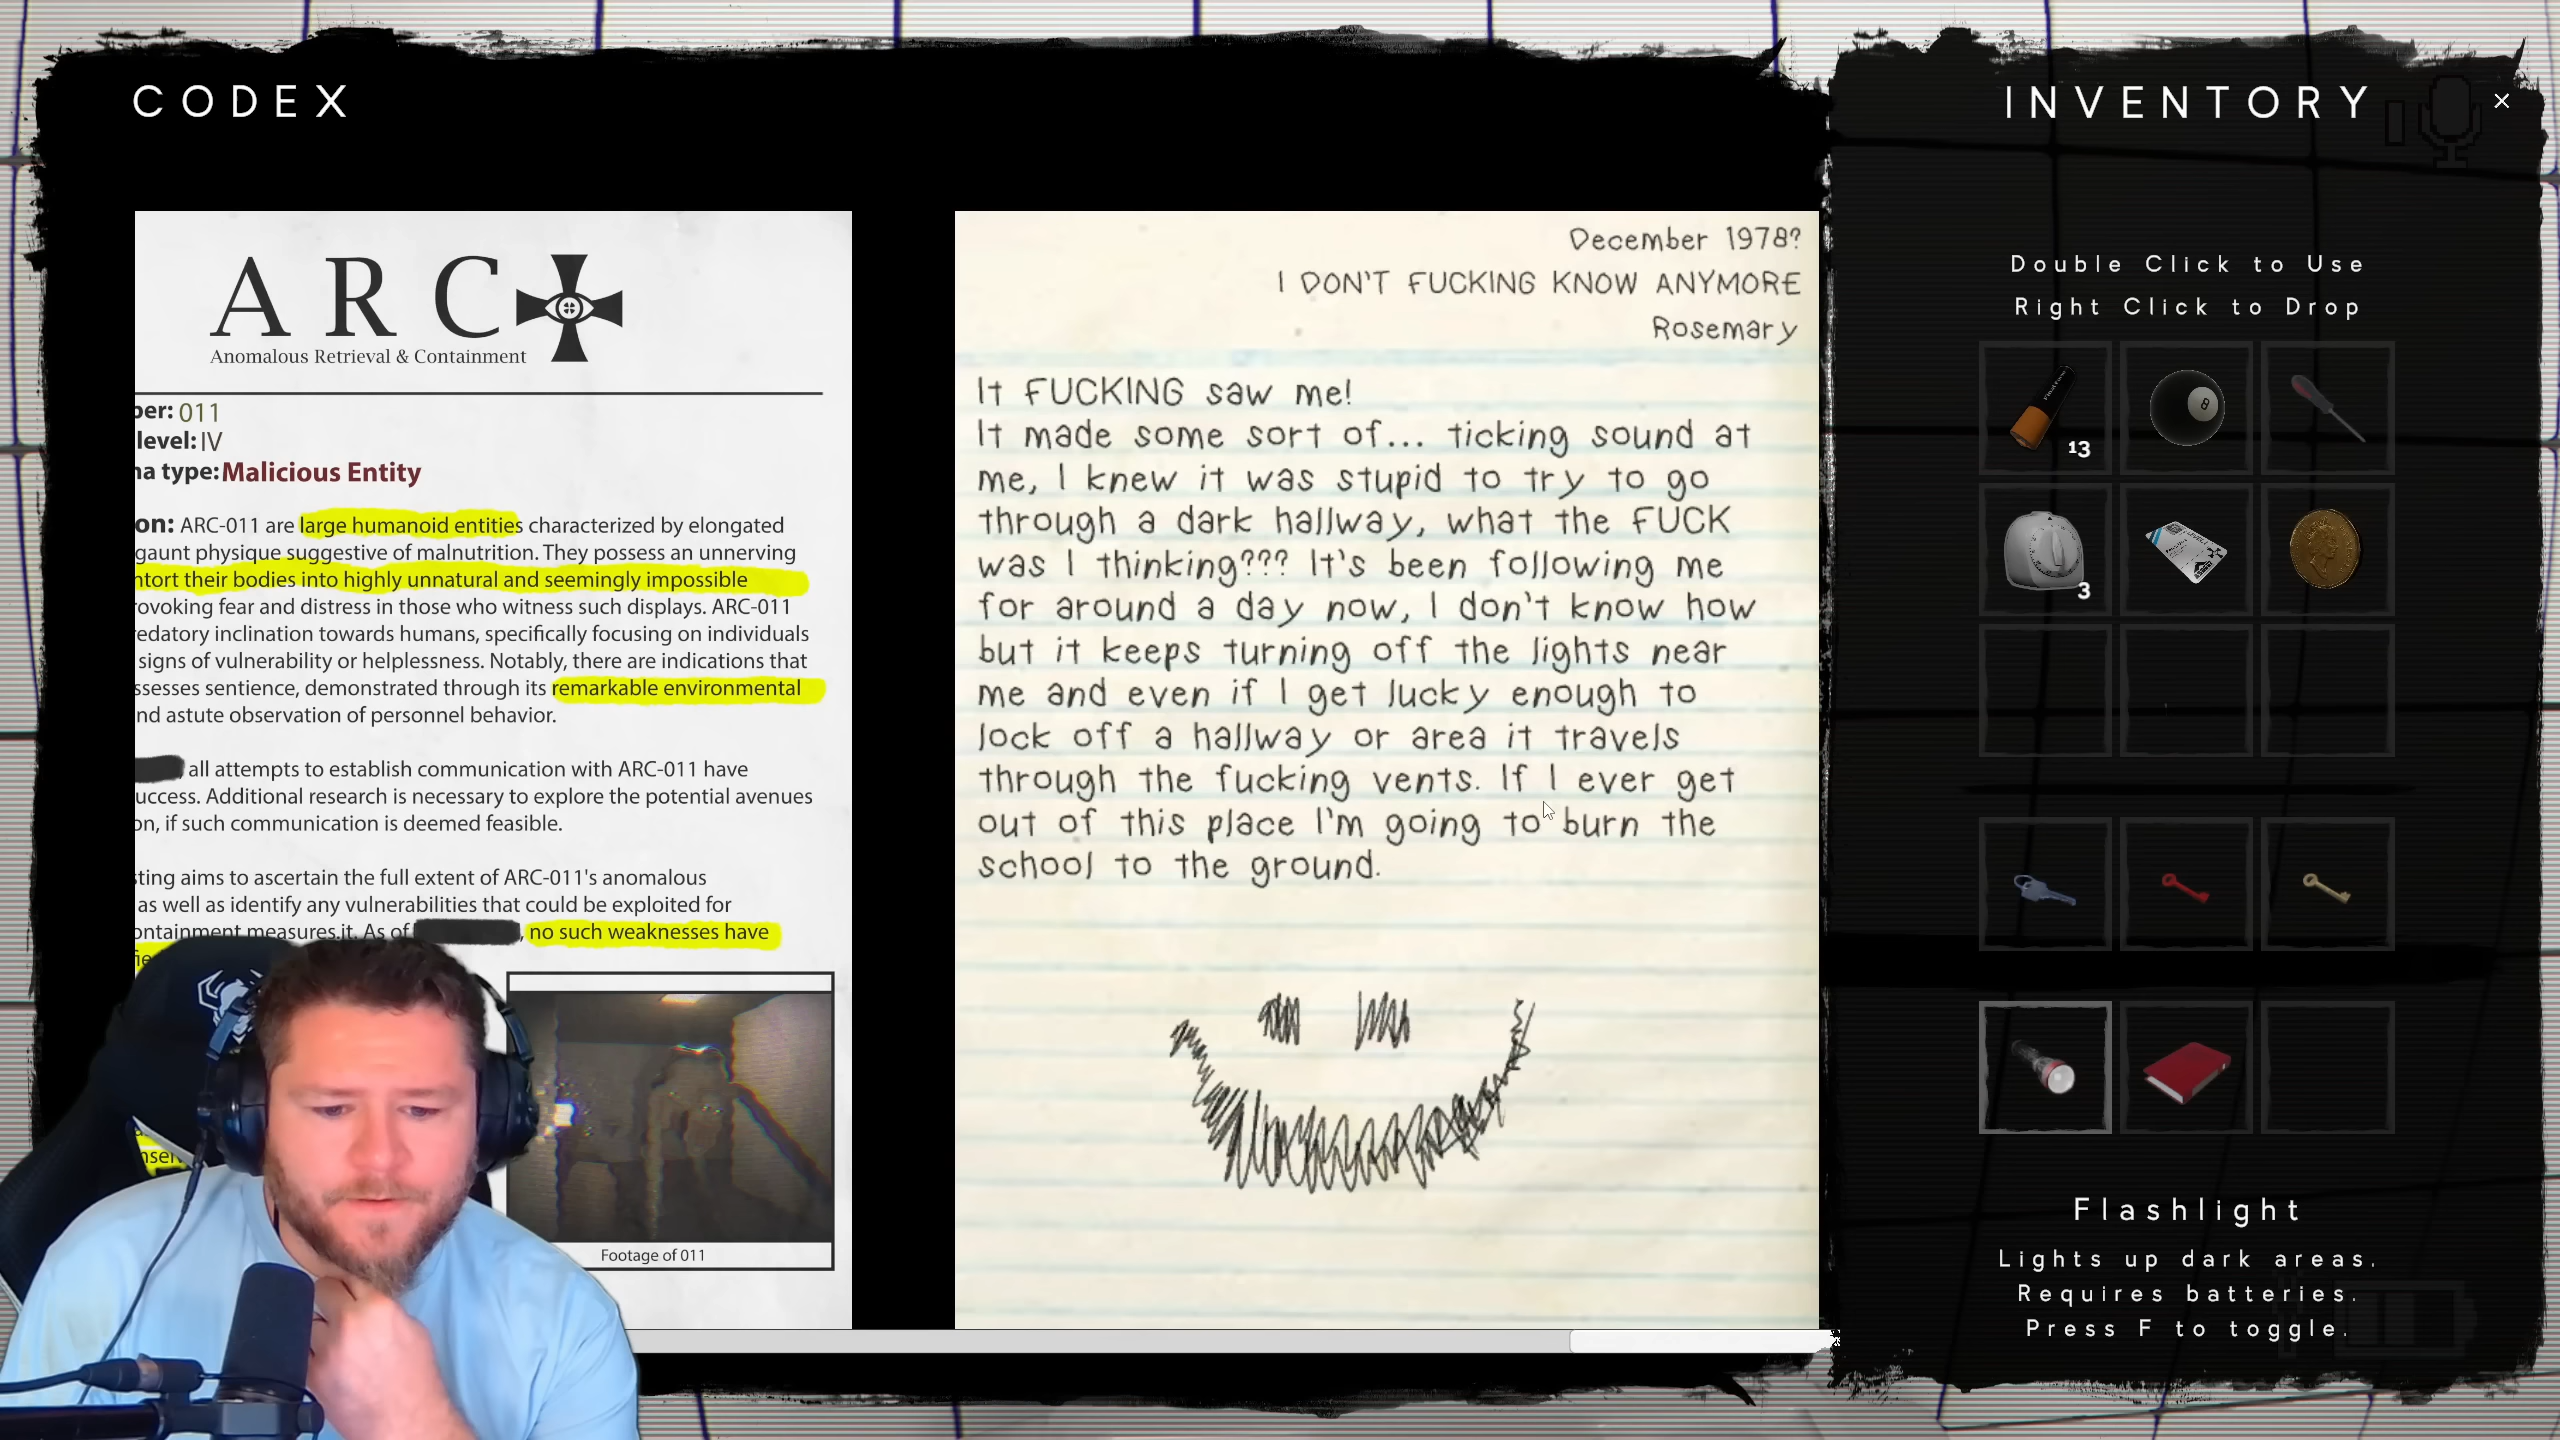 CODEX
ARC
Anomalous Retrieval & Containment
ber: 011
level: IV
na type: Malicious Entity
on: ARC-011 are large humanoid entities characterized by elongated
gaunt physique suggestive of malnutrition. They possess an unnerving
ntort their bodies into highly unnatural and seemingly impossible
rovoking fear and distress in those who witness such displays. ARC-011
redatory inclination towards humans, specifically focusing on individuals
signs of vulnerability or helplessness. Notably, there are indications that
ssesses sentience, demonstrated through its remarkable environmental
nd astute observation of personnel behavior.
all attempts to establish communication with ARC-011 have
uccess. Additional research is necessary to explore the potential avenues
on, if such communication is deemed feasible.
sting aims to ascertain the full extent of ARC-011's anomalous
as well as identify any vulnerabilities that could be exploited for
ontainment measures.it. As of , no such weaknesses have
Footage of 011
December 1978?
I DON'T FUCKING KNOW ANYMORE
Rosemary
It FUCKING saw me!
It made some sort of... ticking sound at
me, I knew it was stupid to try to go
through a dark hallway, what the FUCK
was I thinking??? It's been following me
for around a day now, I don't know how
but it keeps turning off the lights near
me and even if I get lucky enough to
lock off a hallway or area it travels
through the fucking vents. If I ever get
out of this place I'm going to burn the
school to the ground.
INVENTORY
×
Double Click to Use
Right Click to Drop
13
8
3
Flashlight
Lights up dark areas.
Requires batteries.
Press F to toggle.